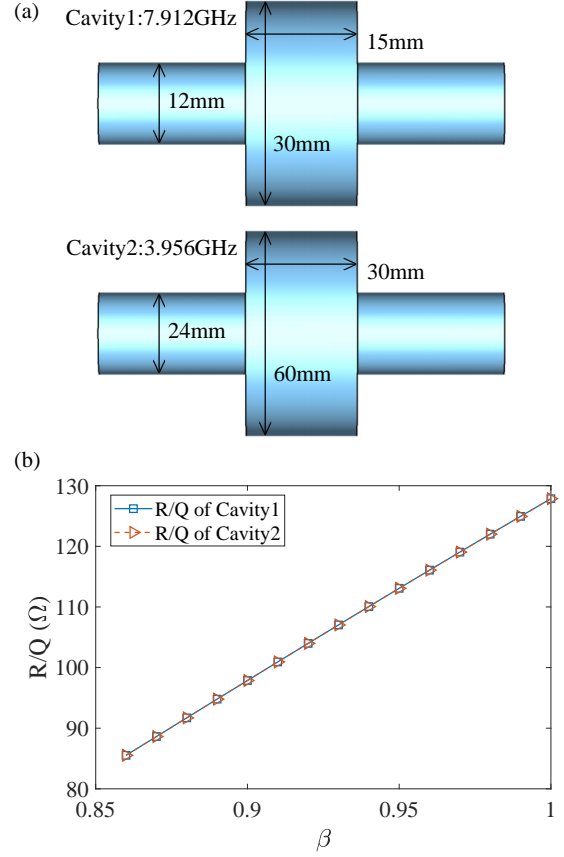 (a)
Cavity1:7.912GHz
15mm
12mm
30mm
Cavity2:3.956GHz
30mm
24mm
60mm
(b)
130
R/Q of Cavity1
R/Q of Cavity2
120
110
100
90
80
R/Q (Ω)
0.85
0.9
0.95
1
β